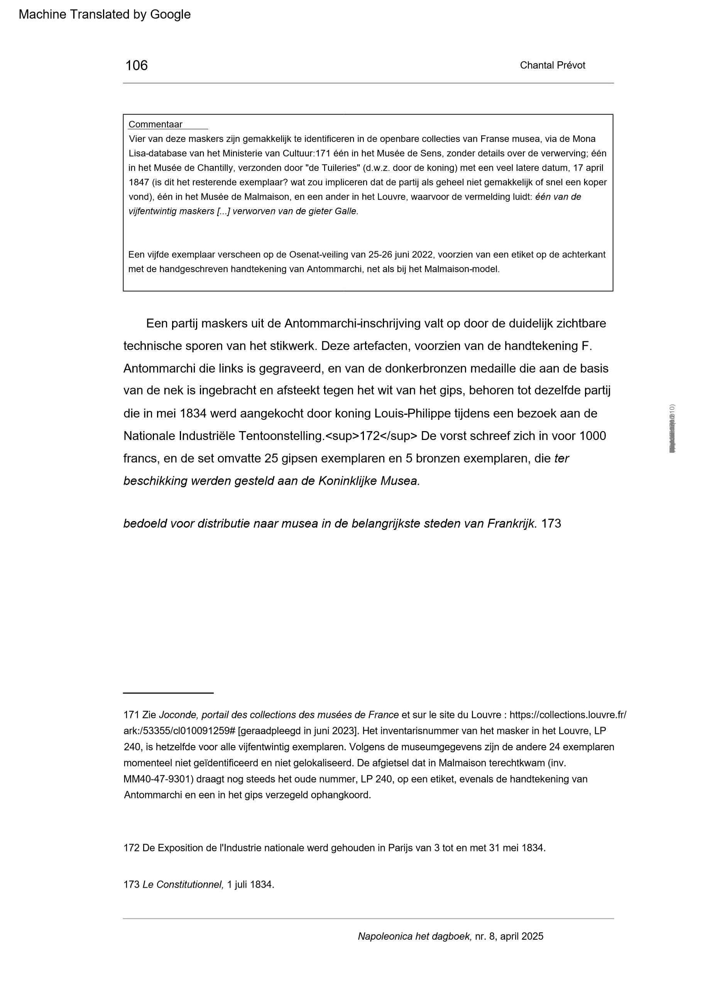 Machine Translated by Google
106
Chantal Prévot
Commentaar
Vier van deze maskers zijn gemakkelijk te identificeren in de openbare collecties van Franse musea, via de Mona
Lisa-database van het Ministerie van Cultuur:171 één in het Musée de Sens, zonder details over de verwerving; één
in het Musée de Chantilly, verzonden door "de Tuileries" (d.w.z. door de koning) met een veel latere datum, 17 april
1847 (is dit het resterende exemplaar? wat zou impliceren dat de partij als geheel niet gemakkelijk of snel een koper
vond), één in het Musée de Malmaison, en een ander in het Louvre, waarvoor de vermelding luidt: één van de
vijfentwintig maskers [...] verworven van de gieter Galle.
Een vijfde exemplaar verscheen op de Osenat-veiling van 25-26 juni 2022, voorzien van een etiket op de achterkant
met de handgeschreven handtekening van Antommarchi, net als bij het Malmaison-model.
Een partij maskers uit de Antommarchi-inschrijving valt op door de duidelijk zichtbare
technische sporen van het stikwerk. Deze artefacten, voorzien van de handtekening F.
Antommarchi die links is gegraveerd, en van de donkerbronzen medaille die aan de basis
van de nek is ingebracht en afsteekt tegen het wit van het gips, behoren tot dezelfde partij
die in mei 1834 werd aangekocht door koning Louis-Philippe tijdens een bezoek aan de
Nationale Industriële Tentoonstelling.<sup>172</sup> De vorst schreef zich in voor 1000
francs, en de set omvatte 25 gipsen exemplaren en 5 bronzen exemplaren, die ter
beschikking werden gesteld aan de Koninklijke Musea.
bedoeld voor distributie naar musea in de belangrijkste steden van Frankrijk. 173
171 Zie Joconde, portail des collections des musées de France et sur le site du Louvre : https://collections.louvre.fr/
ark:/53355/cl010091259# [geraadpleegd in juni 2023]. Het inventarisnummer van het masker in het Louvre, LP
240, is hetzelfde voor alle vijfentwintig exemplaren. Volgens de museumgegevens zijn de andere 24 exemplaren
momenteel niet geïdentificeerd en niet gelokaliseerd. De afgietsel dat in Malmaison terechtkwam (inv.
MM40-47-9301) draagt nog steeds het oude nummer, LP 240, op een etiket, evenals de handtekening van
Antommarchi en een in het gips verzegeld ophangkoord.
172 De Exposition de l'Industrie nationale werd gehouden in Parijs van 3 tot en met 31 mei 1834.
173 Le Constitutionnel, 1 juli 1834.
Napoleonica het dagboek, nr. 8, april 2025